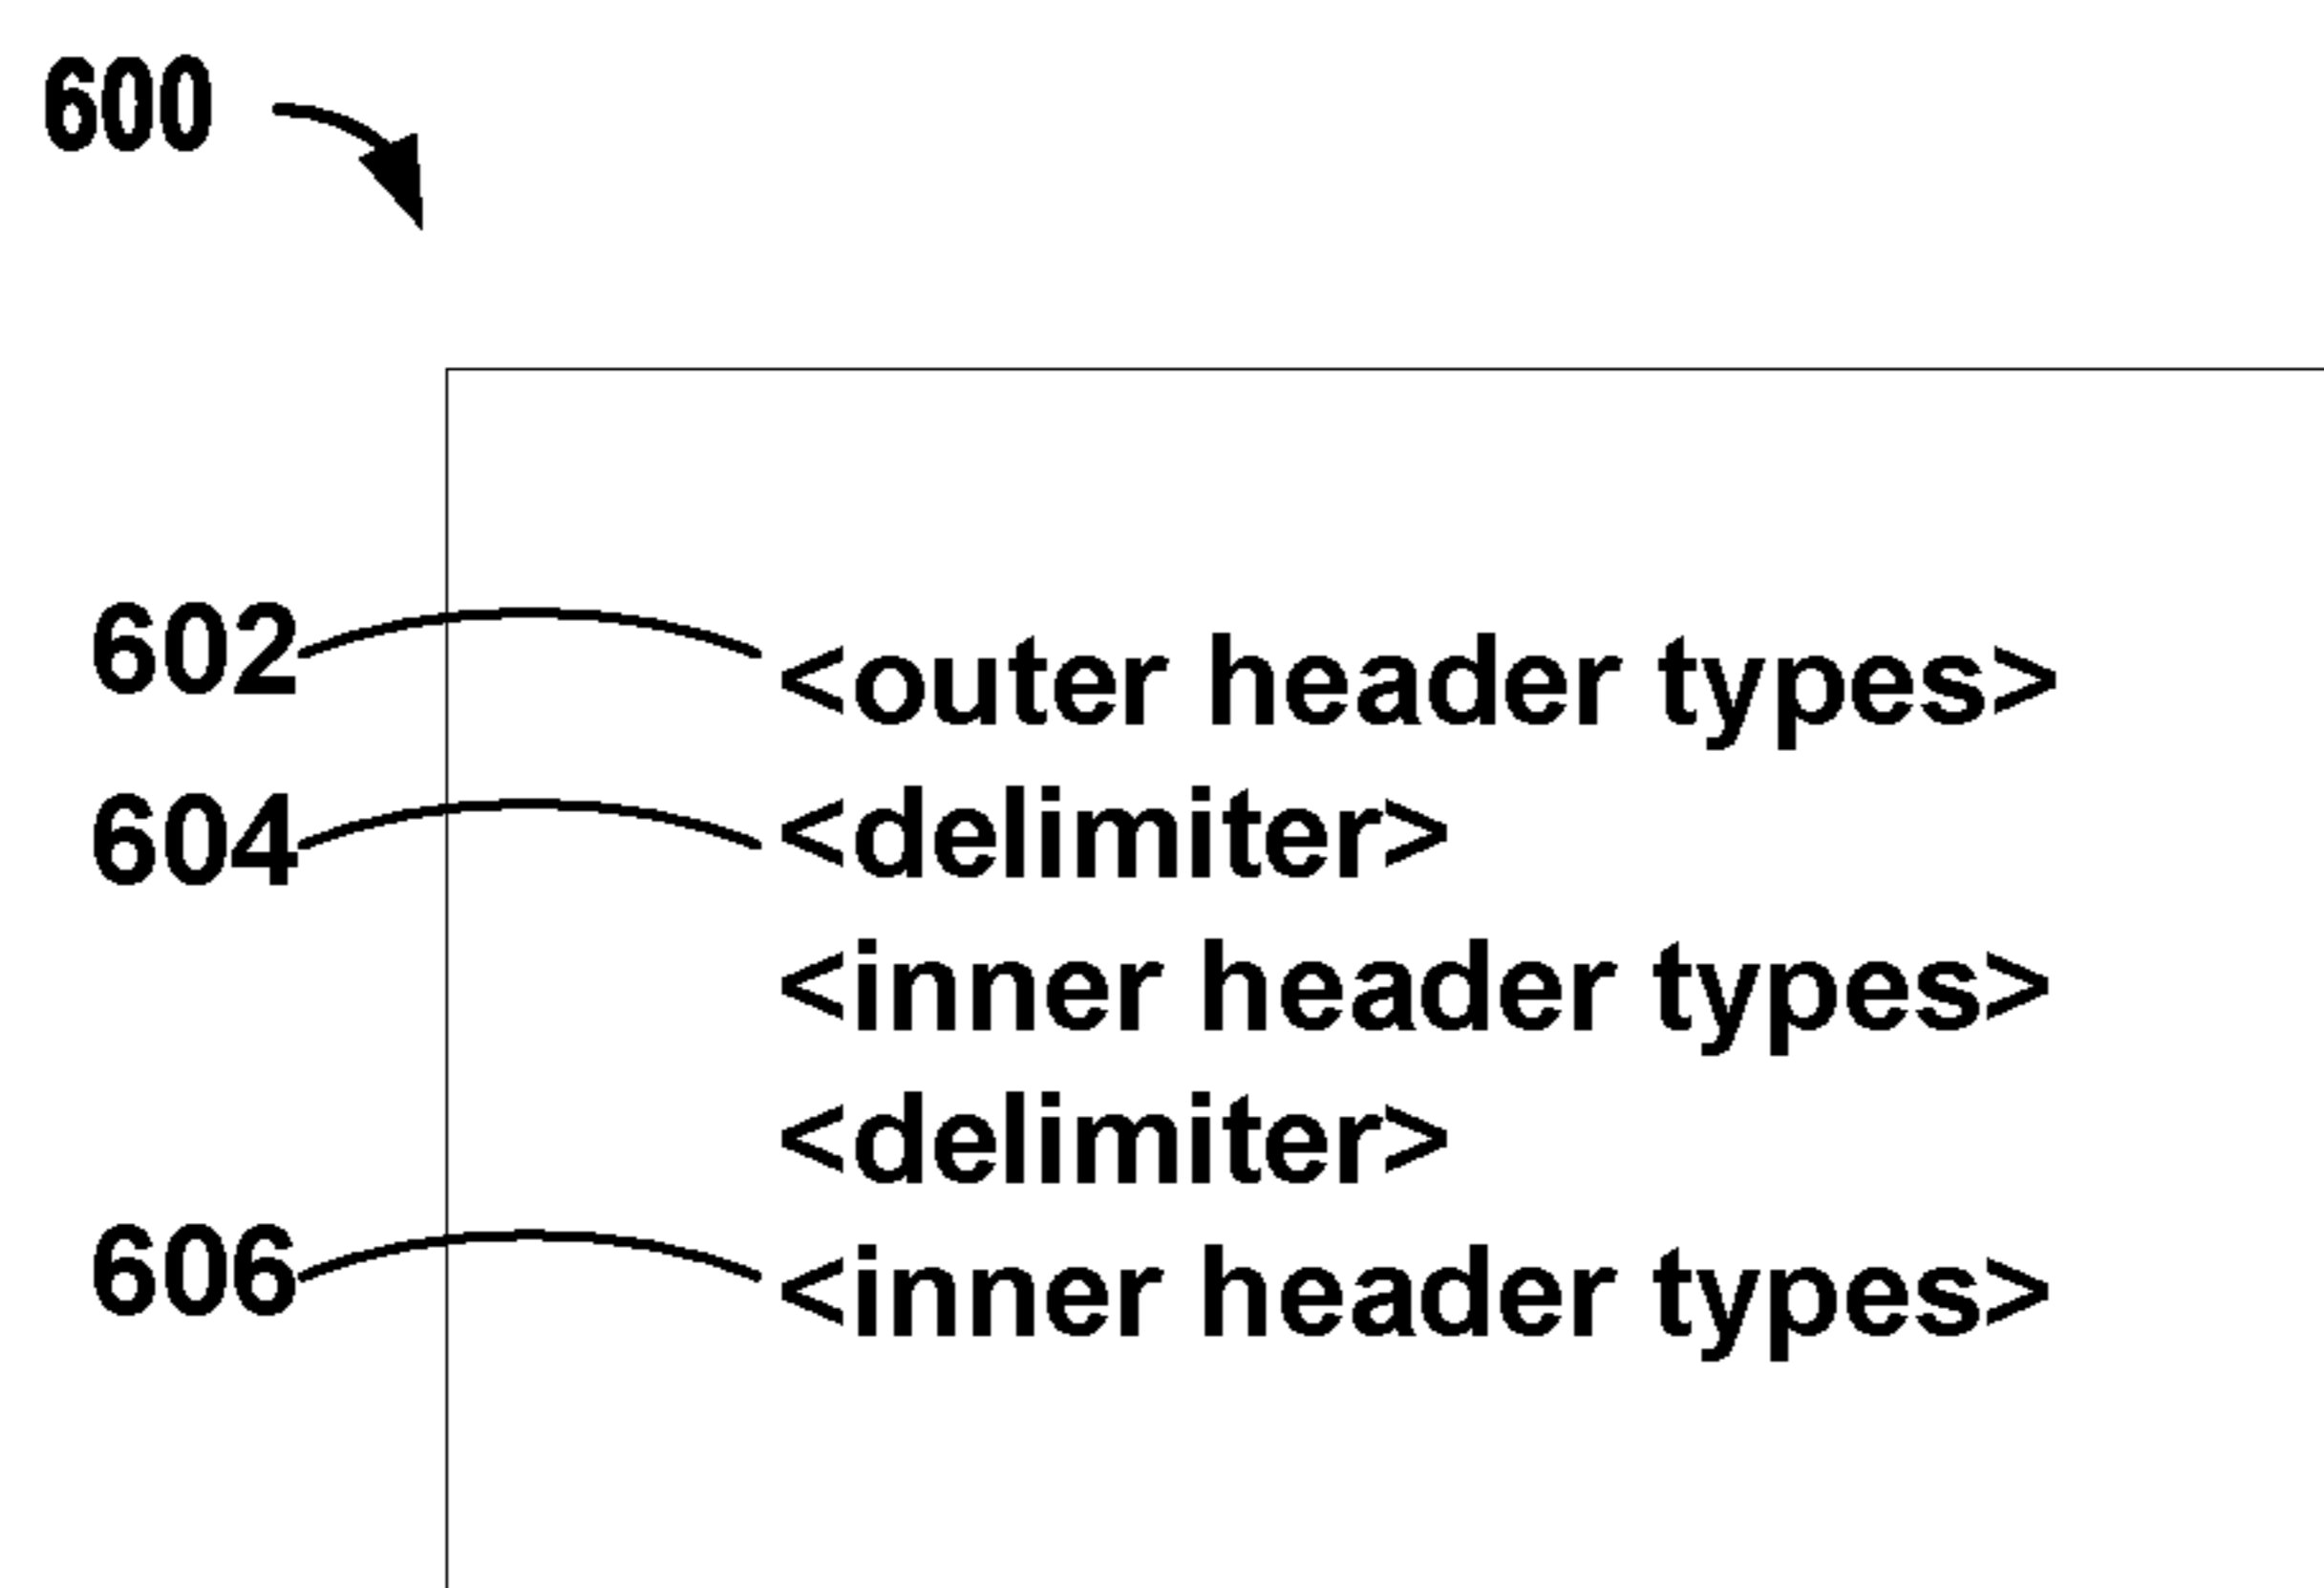 600
602 <outer header types>
604 <delimiter>
<inner header types>
<delimiter>
606 <inner header types>